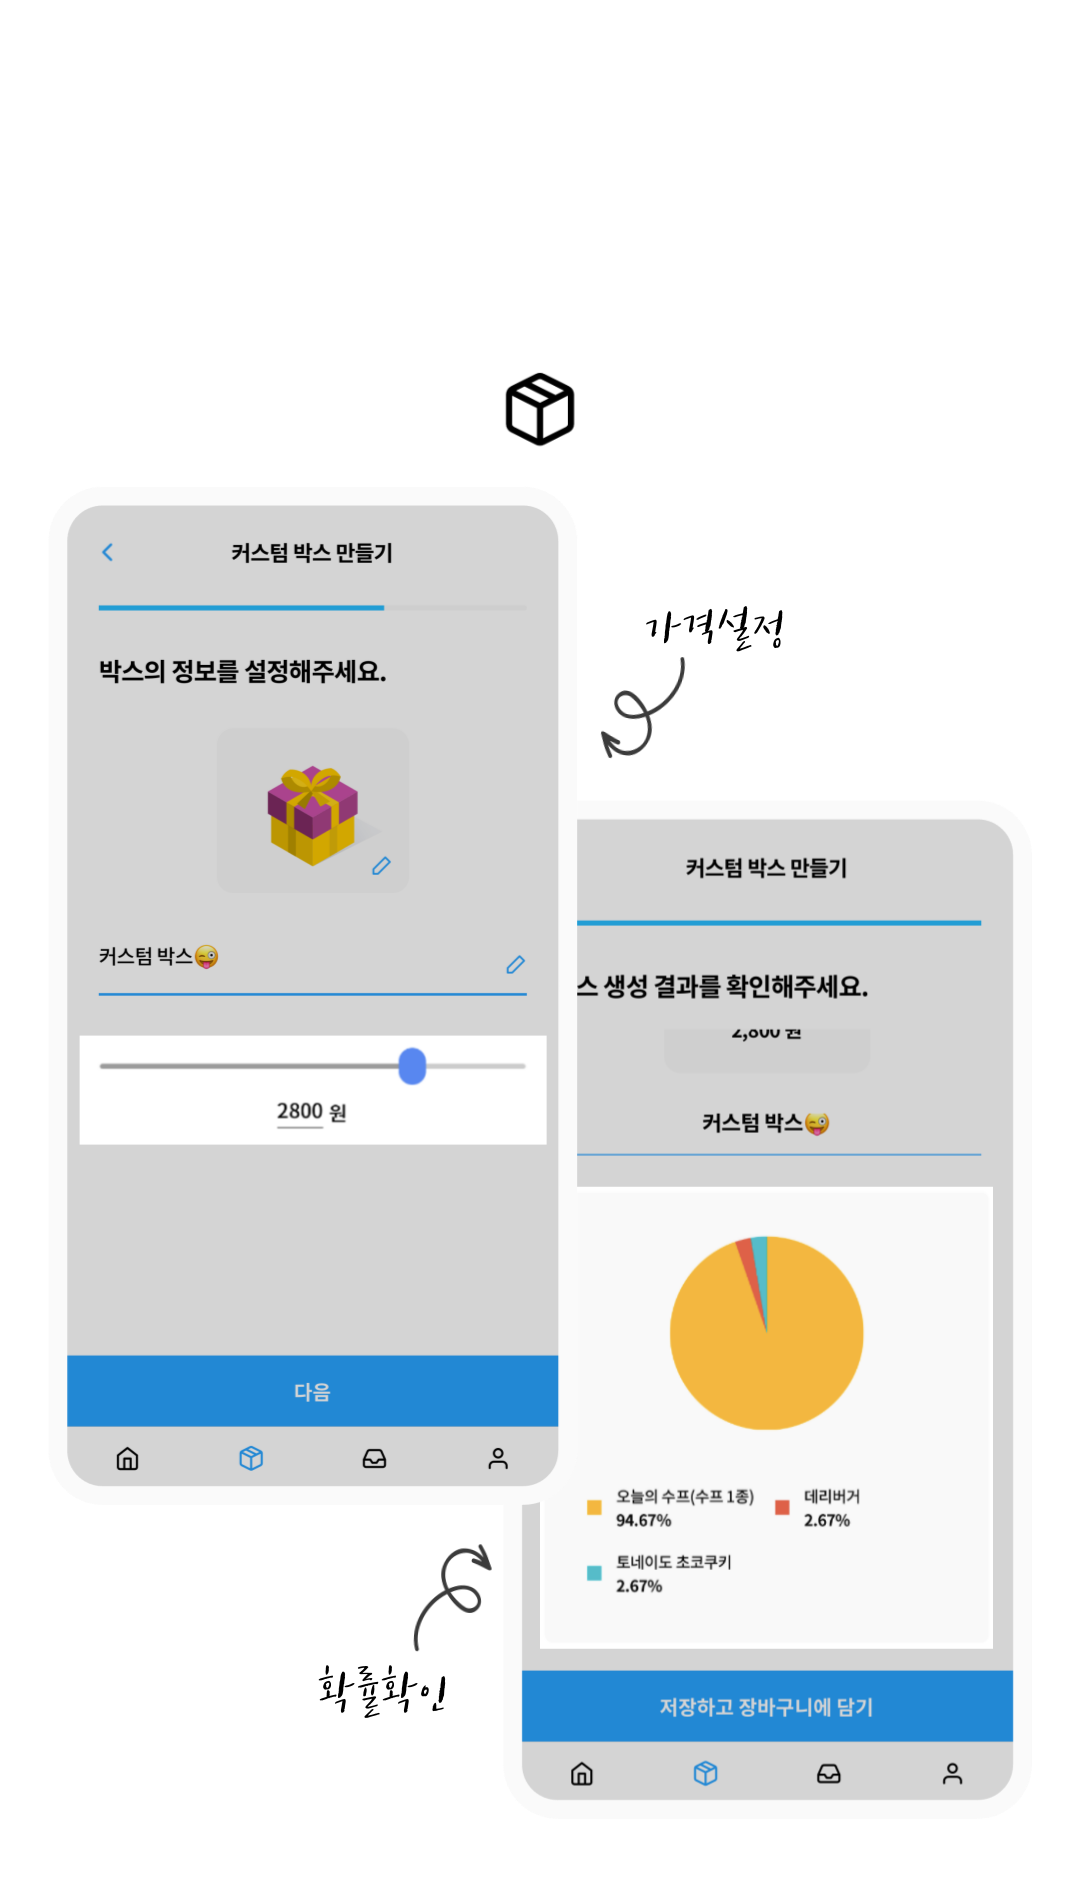 커스텀 박스 만들기
박스의 정보를 설정해주세요.
커스텀 박스😜
2800 원
다음
가격설정
커스텀 박스 만들기
스 생성 결과를 확인해주세요.
2,800 원
커스텀 박스😜
오늘의 수프(수프 1종)
94.67%
데리버거
2.67%
토네이도 초코쿠키
2.67%
저장하고 장바구니에 담기
확률확인